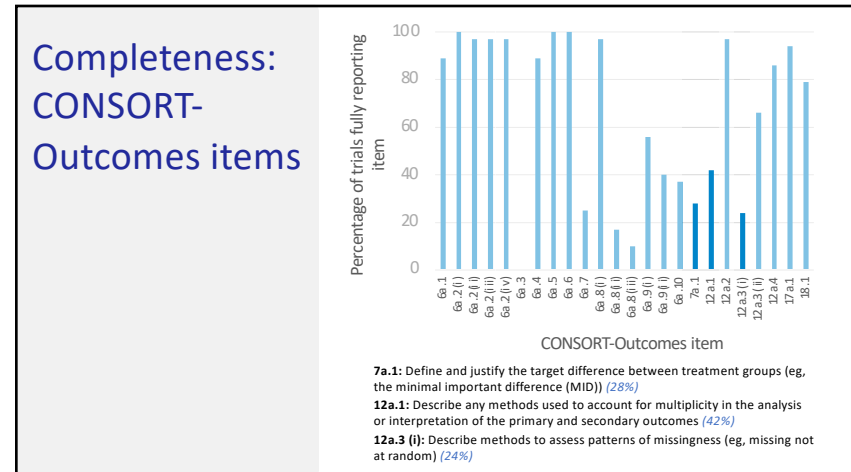 Completeness:
CONSORT-
Outcomes items
Percentage of trials fully reporting
item
100
80
60
40
20
0
6a.1
6a.2(i)
6a.2(ii)
6a.2(iii)
6a.2(iv)
6a.3
6a.4
6a.5
6a.6
6a.7
6a.8(i)
6a.8(ii)
6a.8(iii)
6a.9(i)
6a.9(ii)
6a.10
7a.1
12a.1
12a.2
12a.3(i)
12a.3(ii)
12a.4
17a.1
18.1
CONSORT-Outcomes item
7a.1: Define and justify the target difference between treatment groups (eg,
the minimal important difference (MID)) (28%)
12a.1: Describe any methods used to account for multiplicity in the analysis
or interpretation of the primary and secondary outcomes (42%)
12a.3 (i): Describe methods to assess patterns of missingness (eg, missing not
at random) (24%)